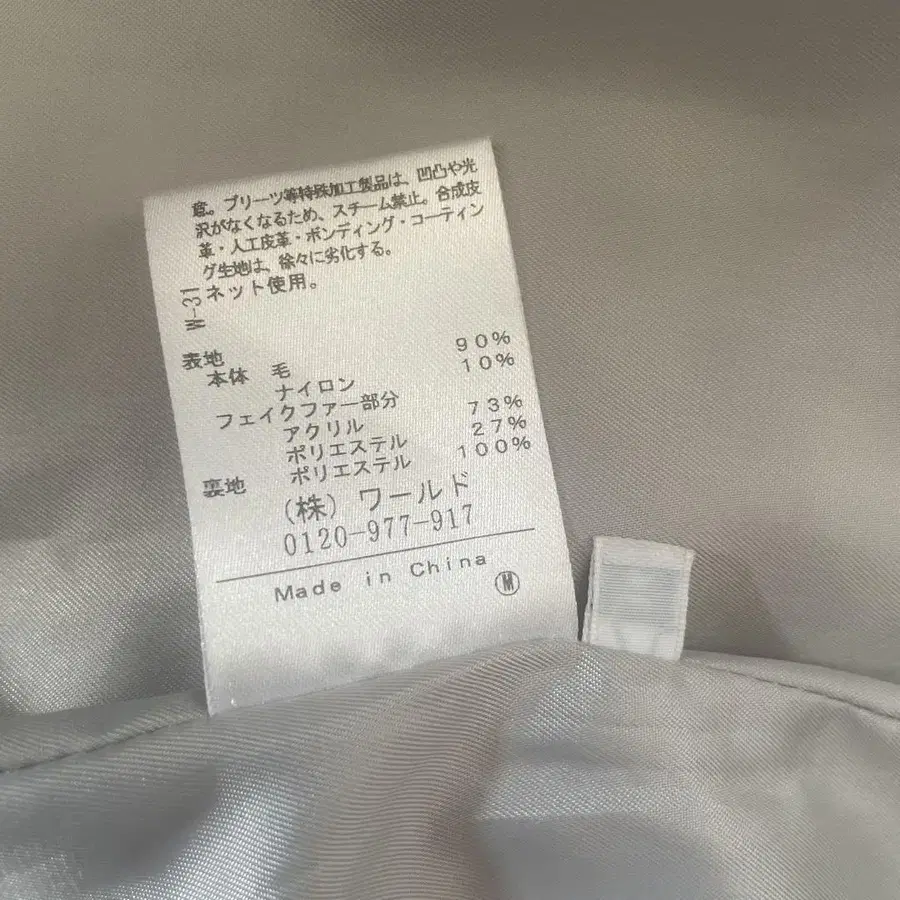 意。プリーツ等特殊加工製品は、凹凸や光
沢がなくなるため、スチーム禁止。合成皮
革・人工皮革・ボンディング・コーティン
グ生地は、徐々に劣化する。
ネット使用。
W-31
表地
本体 毛 90%
ナイロン 10%
フェイクファー部分
アクリル 73%
ポリエステル 27%
裏地 ポリエステル 100%
(株) ワールド
0120-977-917
Made in China
M